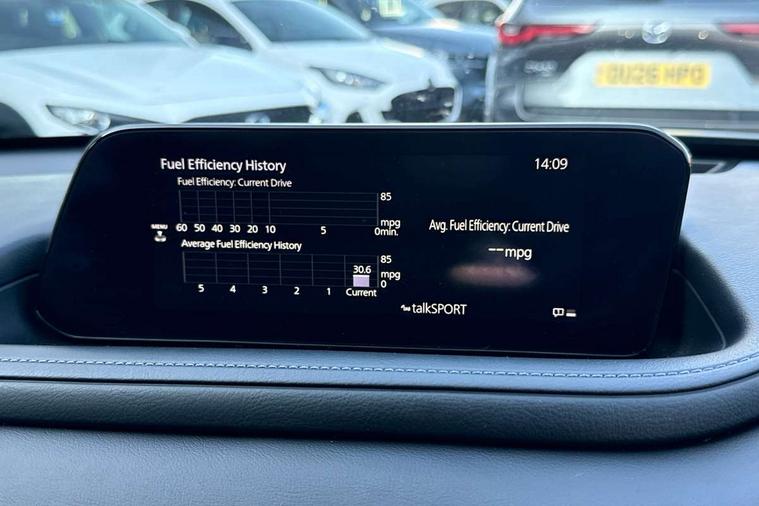 OU26 HPO
Fuel Efficiency History
14:09
Fuel Efficiency: Current Drive
85
mpg
60 50 40 30 20 10 5 0min.
MENU
Avg. Fuel Efficiency: Current Drive
--mpg
Average Fuel Efficiency History
85
30.6
mpg
0
5 4 3 2 1 Current
talkSPORT